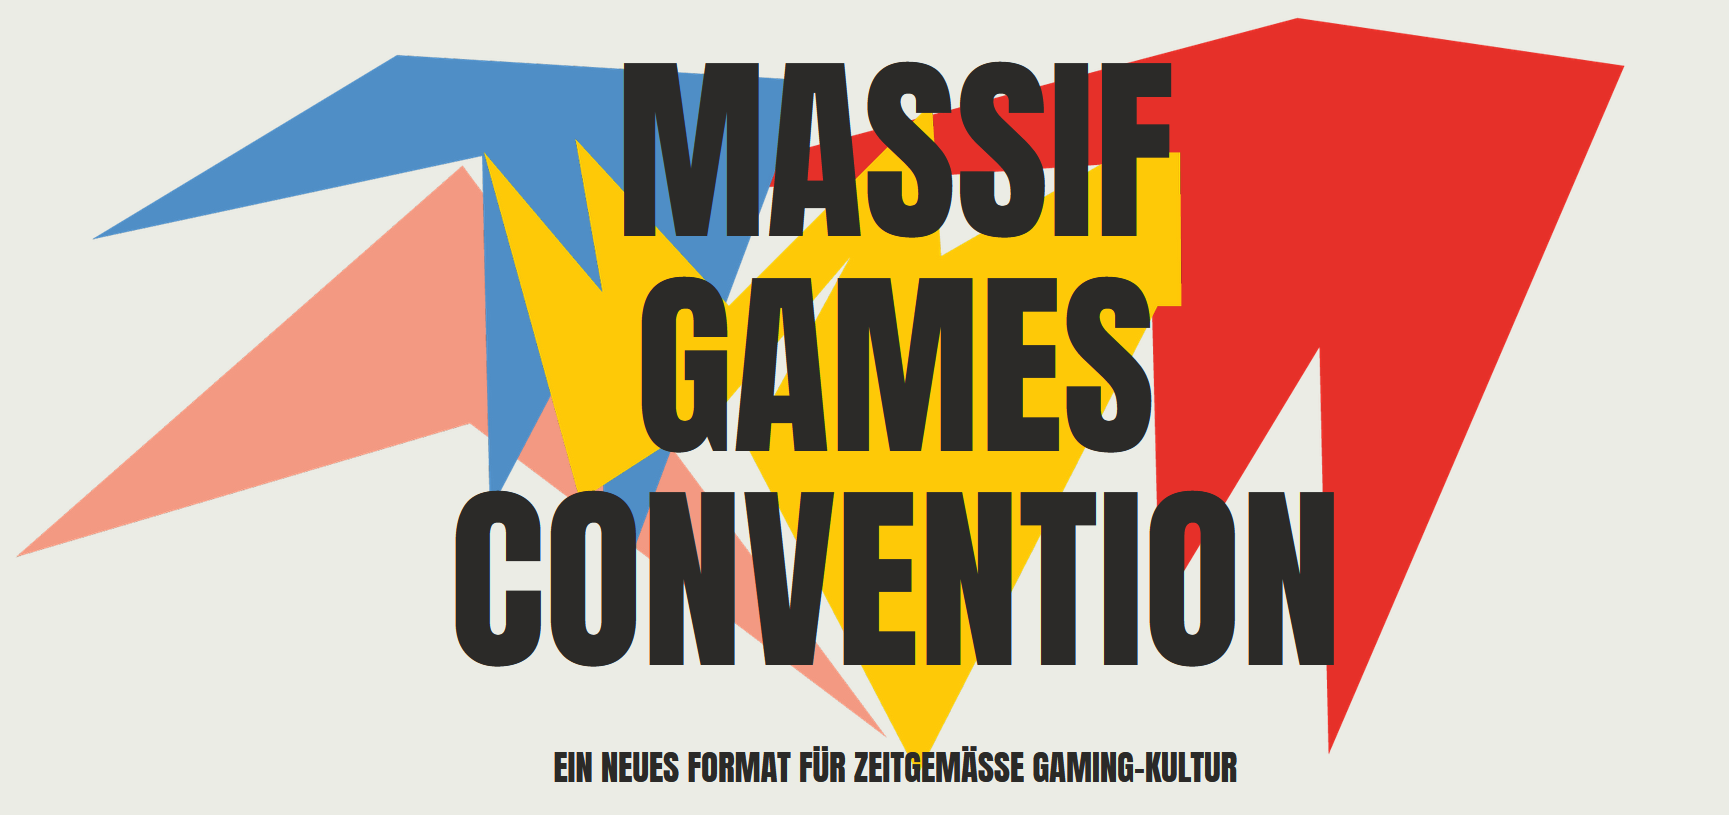 MASSIF
GAMES
CONVENTION
EIN NEUES FORMAT FÜR ZEITGEMÄSSE GAMING-KULTUR